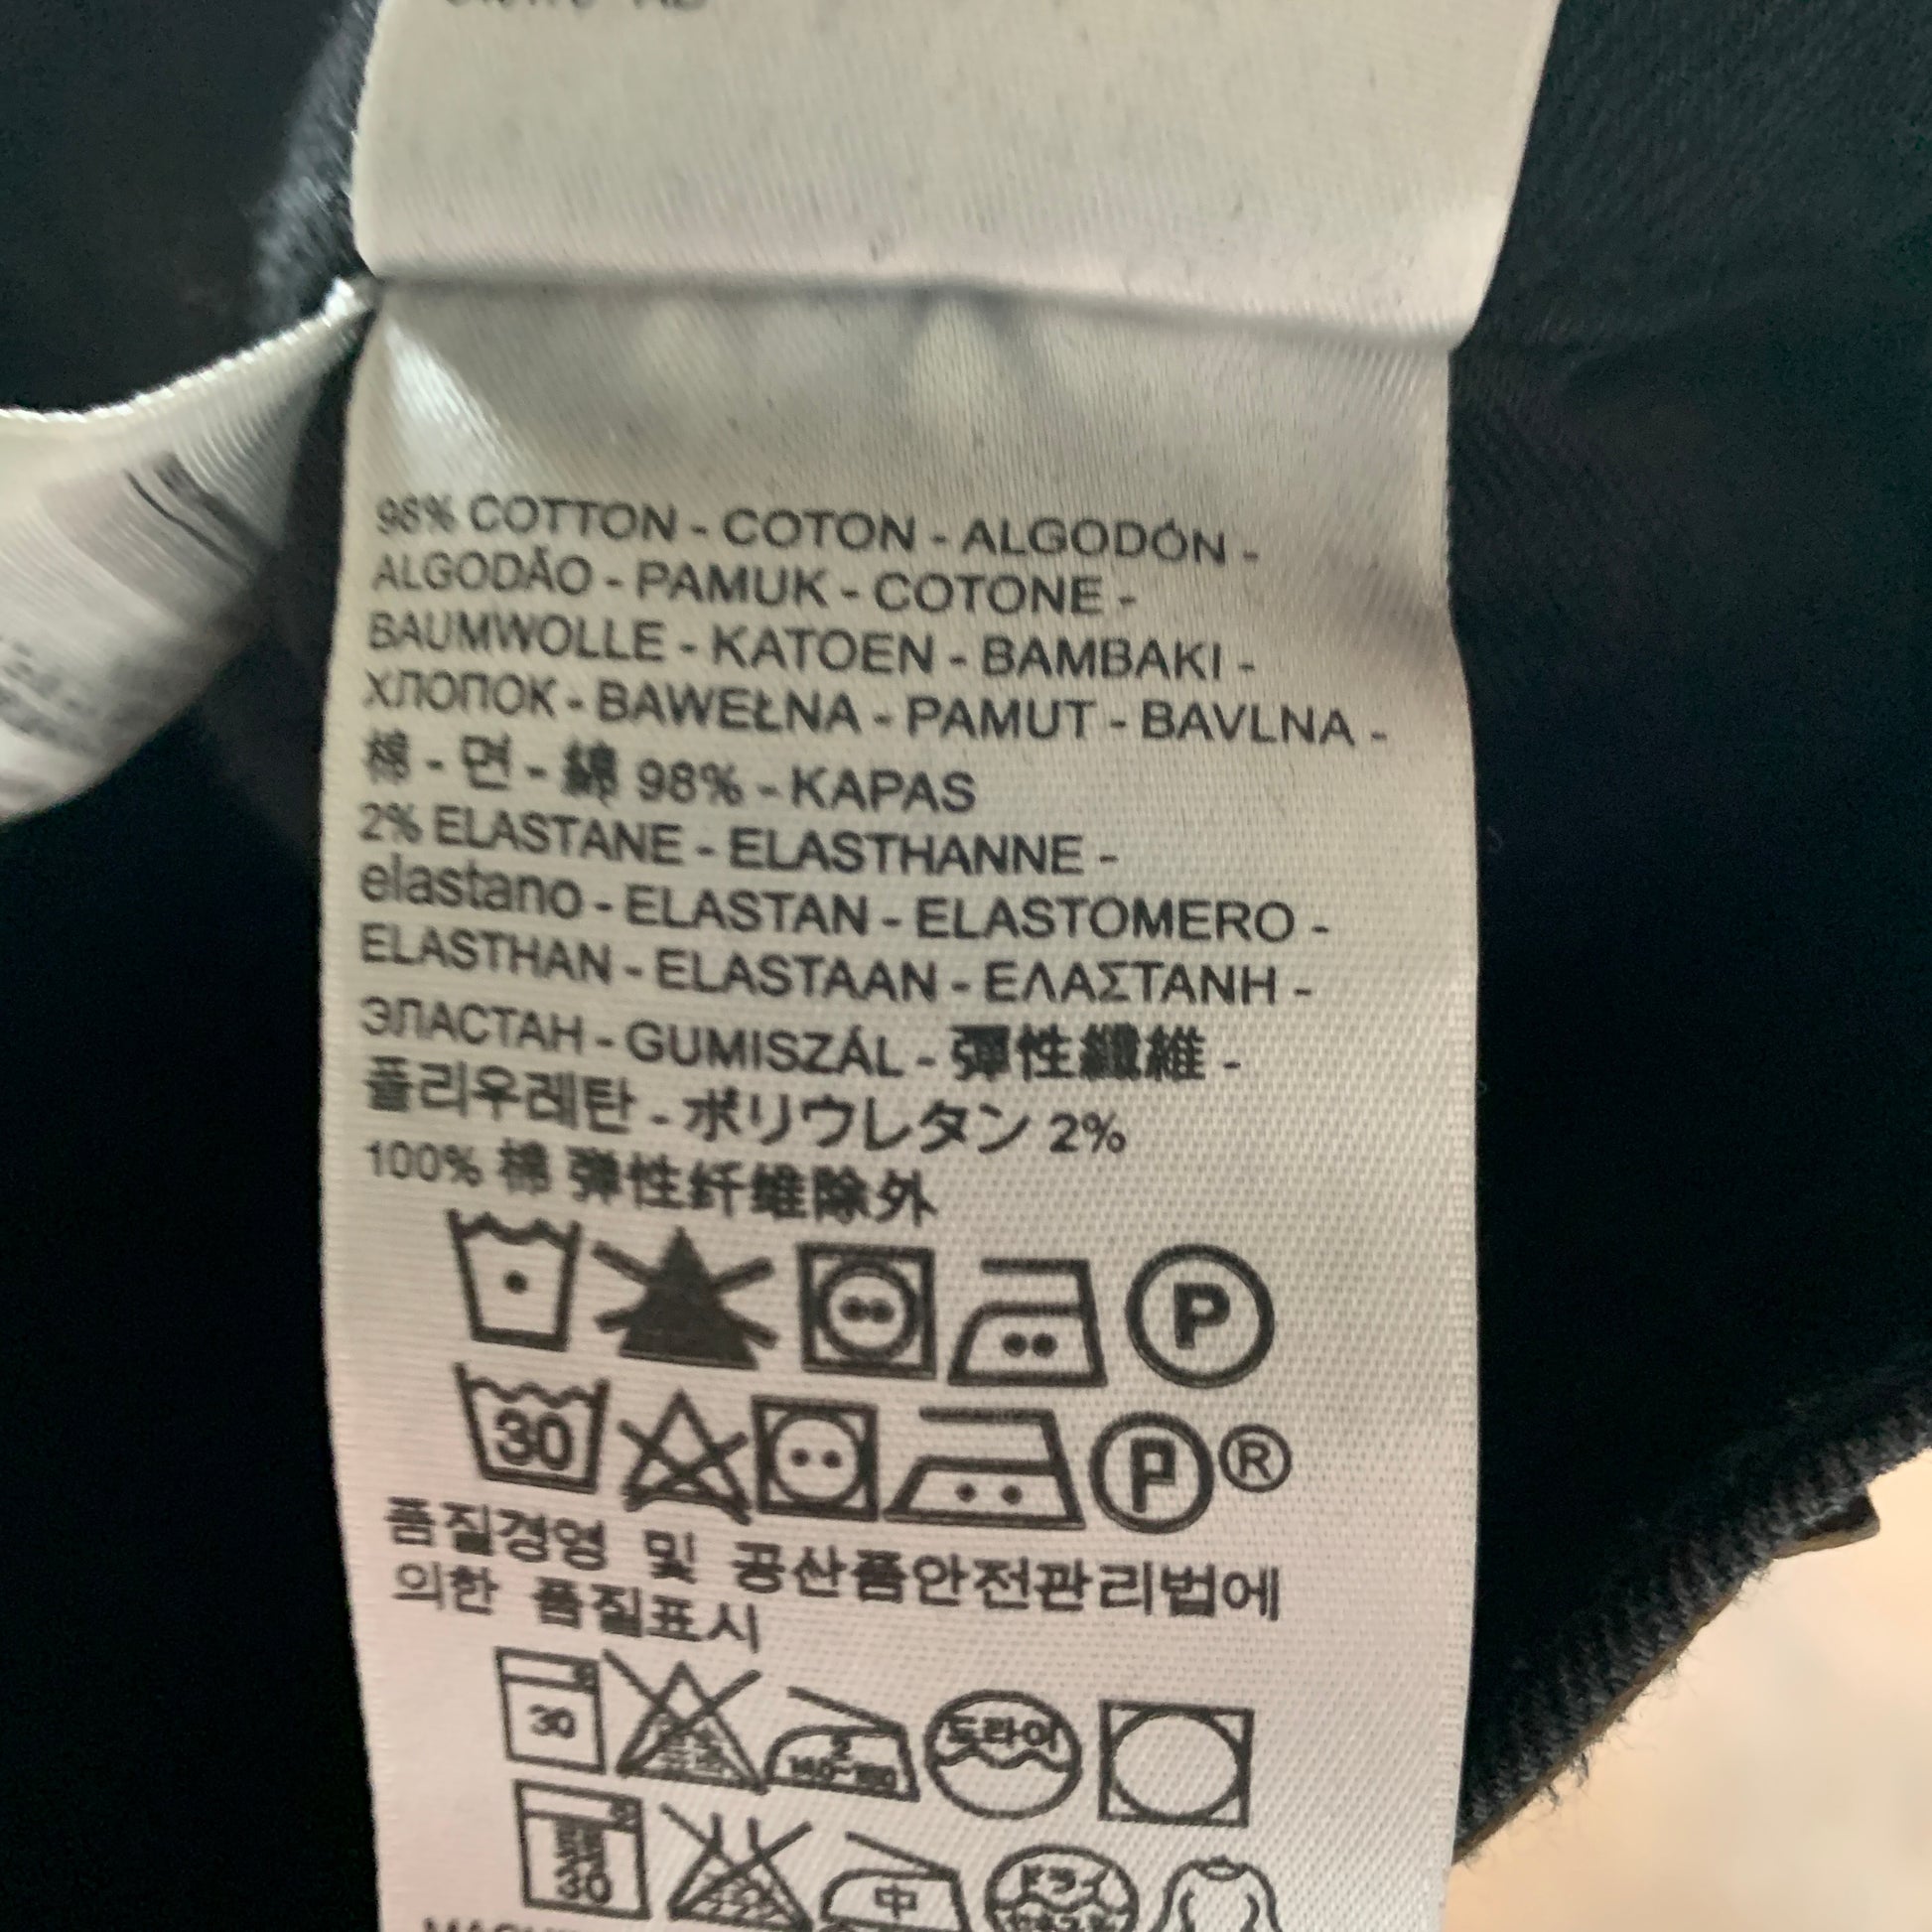 98% COTTON - COTON - ALGODÓN -
ALGODÃO - PAMUK - COTONE -
BAUMWOLLE - KATOEN - BAMBAKI -
ХЛОПОК - BAWEŁNA - PAMUT - BAVLNA -
棉 - 면 - 綿 98% - KAPAS
2% ELASTANE - ELASTHANNE -
elastano - ELASTAN - ELASTOMERO -
ELASTHAN - ELASTAAN - ΕΛΑΣΤΑΝΗ -
ЭЛАСТАН - GUMISZÁL - 彈性纖維 -
폴리우레탄 - ポリウレタン 2%
100% 棉 弹性纤维除外
P
30 P ®
품질경영 및 공산품안전관리법에
의한 품질표시
30 드라이
30 中 ドライ